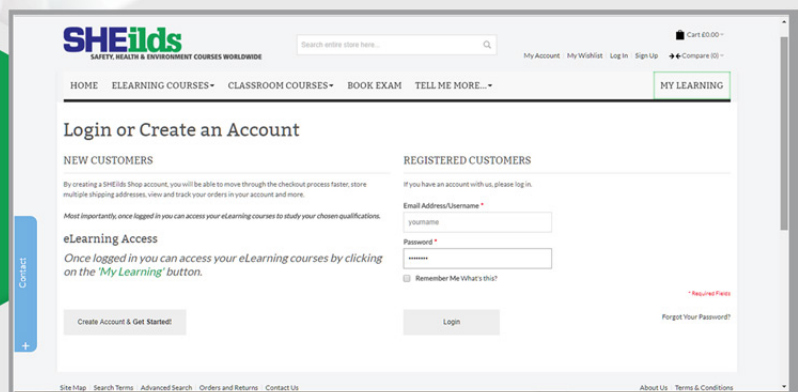 SHEilds
SAFETY, HEALTH & ENVIRONMENT COURSES WORLDWIDE
Search entire store here...
Cart £0.00
My Account My Wishlist Log In Sign Up Compare (0)
HOME ELEARNING COURSES CLASSROOM COURSES BOOK EXAM TELL ME MORE... MY LEARNING
Login or Create an Account
NEW CUSTOMERS
By creating a SHEilds Shop account, you will be able to move through the checkout process faster, store
multiple shipping addresses, view and track your orders in your account and more.
Most importantly, once logged in you can access your eLearning courses to study your chosen qualifications.
eLearning Access
Once logged in you can access your eLearning courses by clicking
on the 'My Learning' button.
Create Account & Get Started!
REGISTERED CUSTOMERS
If you have an account with us, please log in.
Email Address/Username *
yourname
Password *
••••••••
Remember Me What's this?
* Required Fields
Login
Forgot Your Password?
Contact
+
Site Map Search Terms Advanced Search Orders and Returns Contact Us
About Us Terms & Conditions